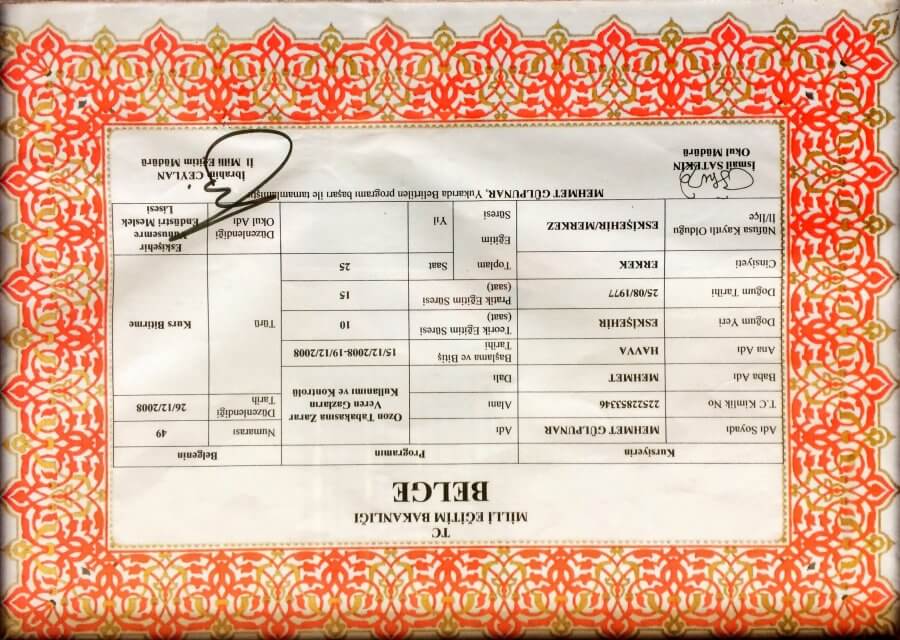 TC
MİLLİ EĞİTİM BAKANLIĞI
BELGE
Kursiyerin Programın Belgenin
Adı Soyadı MEHMET GÜLPUNAR Adı Ozon Tabakasına Zarar Veren Gazların Kullanımı ve Kontrolü Numarası 49
T.C Kimlik No 22522853346 Alanı Düzenlendiği Tarih 26/12/2008
Baba Adı MEHMET Dalı
Ana Adı HAVVA Başlama ve Bitiş Tarihi 15/12/2008-19/12/2008 Türü Kurs Bitirme
Doğum Yeri ESKİŞEHİR Teorik Eğitim Süresi (saat) 10
Doğum Tarihi 25/08/1977 Pratik Eğitim Süresi (saat) 15
Cinsiyeti ERKEK Toplam Eğitim Süresi Saat 25
Nüfusa Kayıtlı Olduğu İl/İlçe ESKİŞEHİR/MERKEZ Yıl Düzenlendiği Okul Adı Eskişehir Yunusemre Endüstri Meslek Lisesi
MEHMET GÜLPUNAR, Yukarıda Belirtilen programı başarı ile tamamlamıştır.
İsmail SATEKİN İbrahim CEYLAN
Okul Müdürü İl Milli Eğitim Müdürü